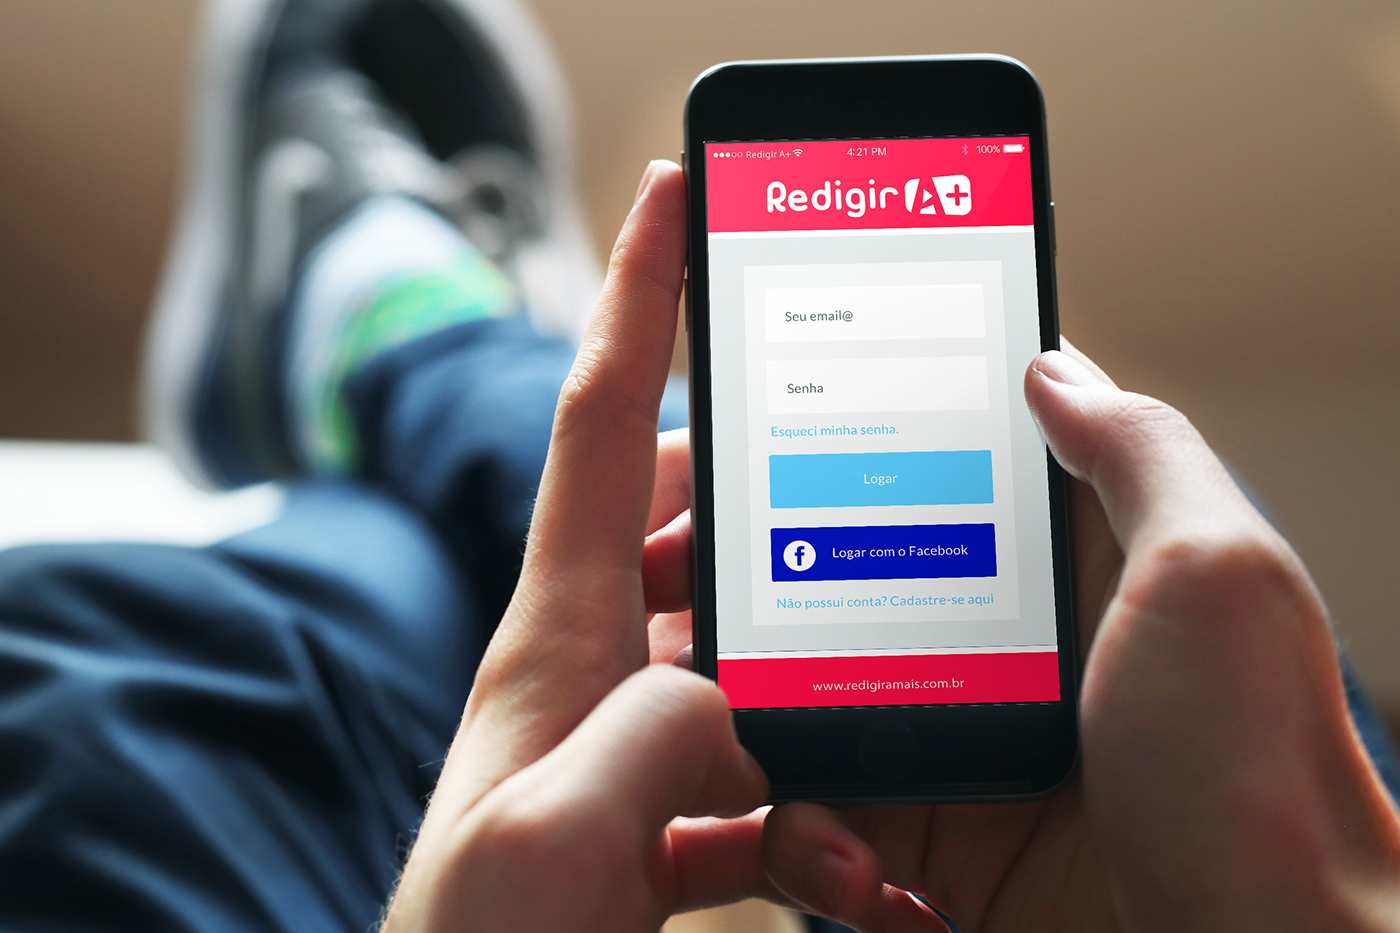 Redigir A+ 4:21 PM 100%
Redigir A+
Seu email@
Senha
Esqueci minha senha.
Logar
f Logar com o Facebook
Não possui conta? Cadastre-se aqui
www.redigiramais.com.br